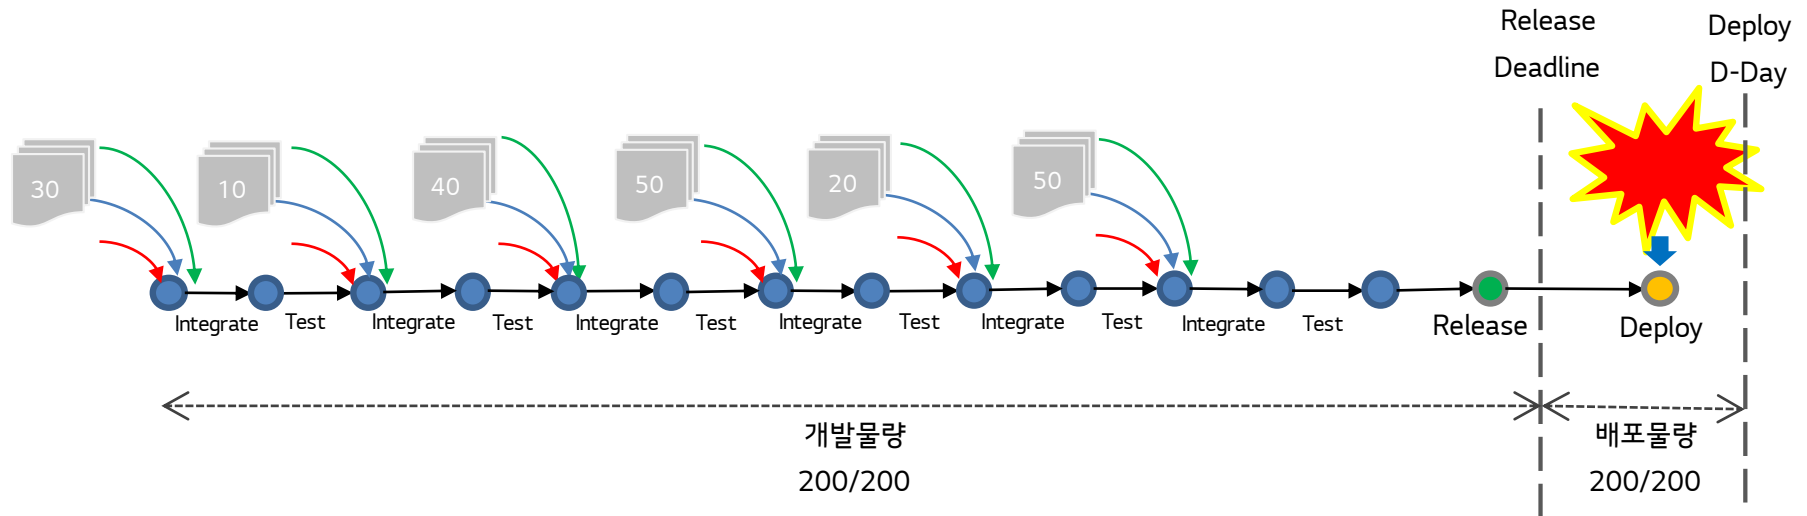 Release
Deadline
Deploy
D-Day
30
10
40
50
20
50
Integrate
Test
Integrate
Test
Integrate
Test
Integrate
Test
Integrate
Test
Integrate
Test
Release
Deploy
개발물량
200/200
배포물량
200/200